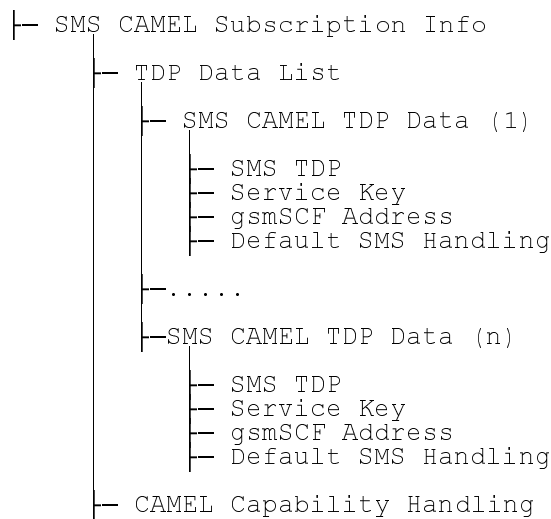 SMS CAMEL Subscription Info
TDP Data List
SMS CAMEL TDP Data (1)
SMS TDP
Service Key
gsmSCF Address
Default SMS Handling
.....
SMS CAMEL TDP Data (n)
SMS TDP
Service Key
gsmSCF Address
Default SMS Handling
CAMEL Capability Handling